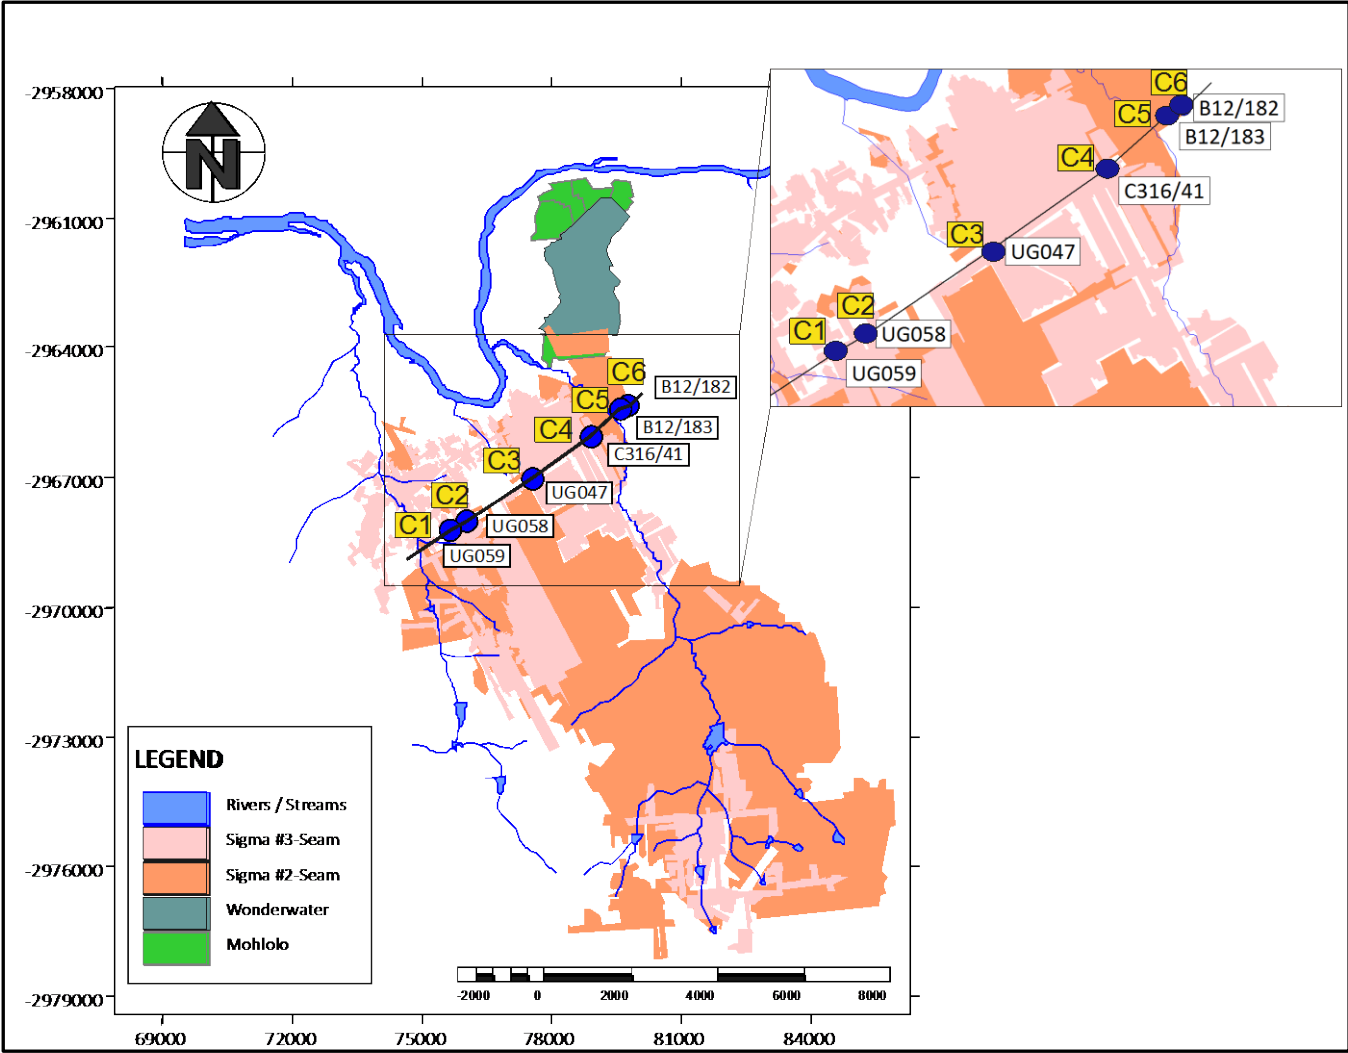 -2958000
-2961000
-2964000
-2967000
-2970000
-2973000
-2976000
-2979000
69000
72000
75000
78000
81000
84000
N
C6
B12/182
C5
B12/183
C4
C316/41
C3
UG047
C2
UG058
C1
UG059
C6
B12/182
C5
B12/183
C4
C316/41
C3
UG047
C2
UG058
C1
UG059
LEGEND
Rivers / Streams
Sigma #3-Seam
Sigma #2-Seam
Wonderwater
Mohlolo
-2000 0 2000 4000 6000 8000